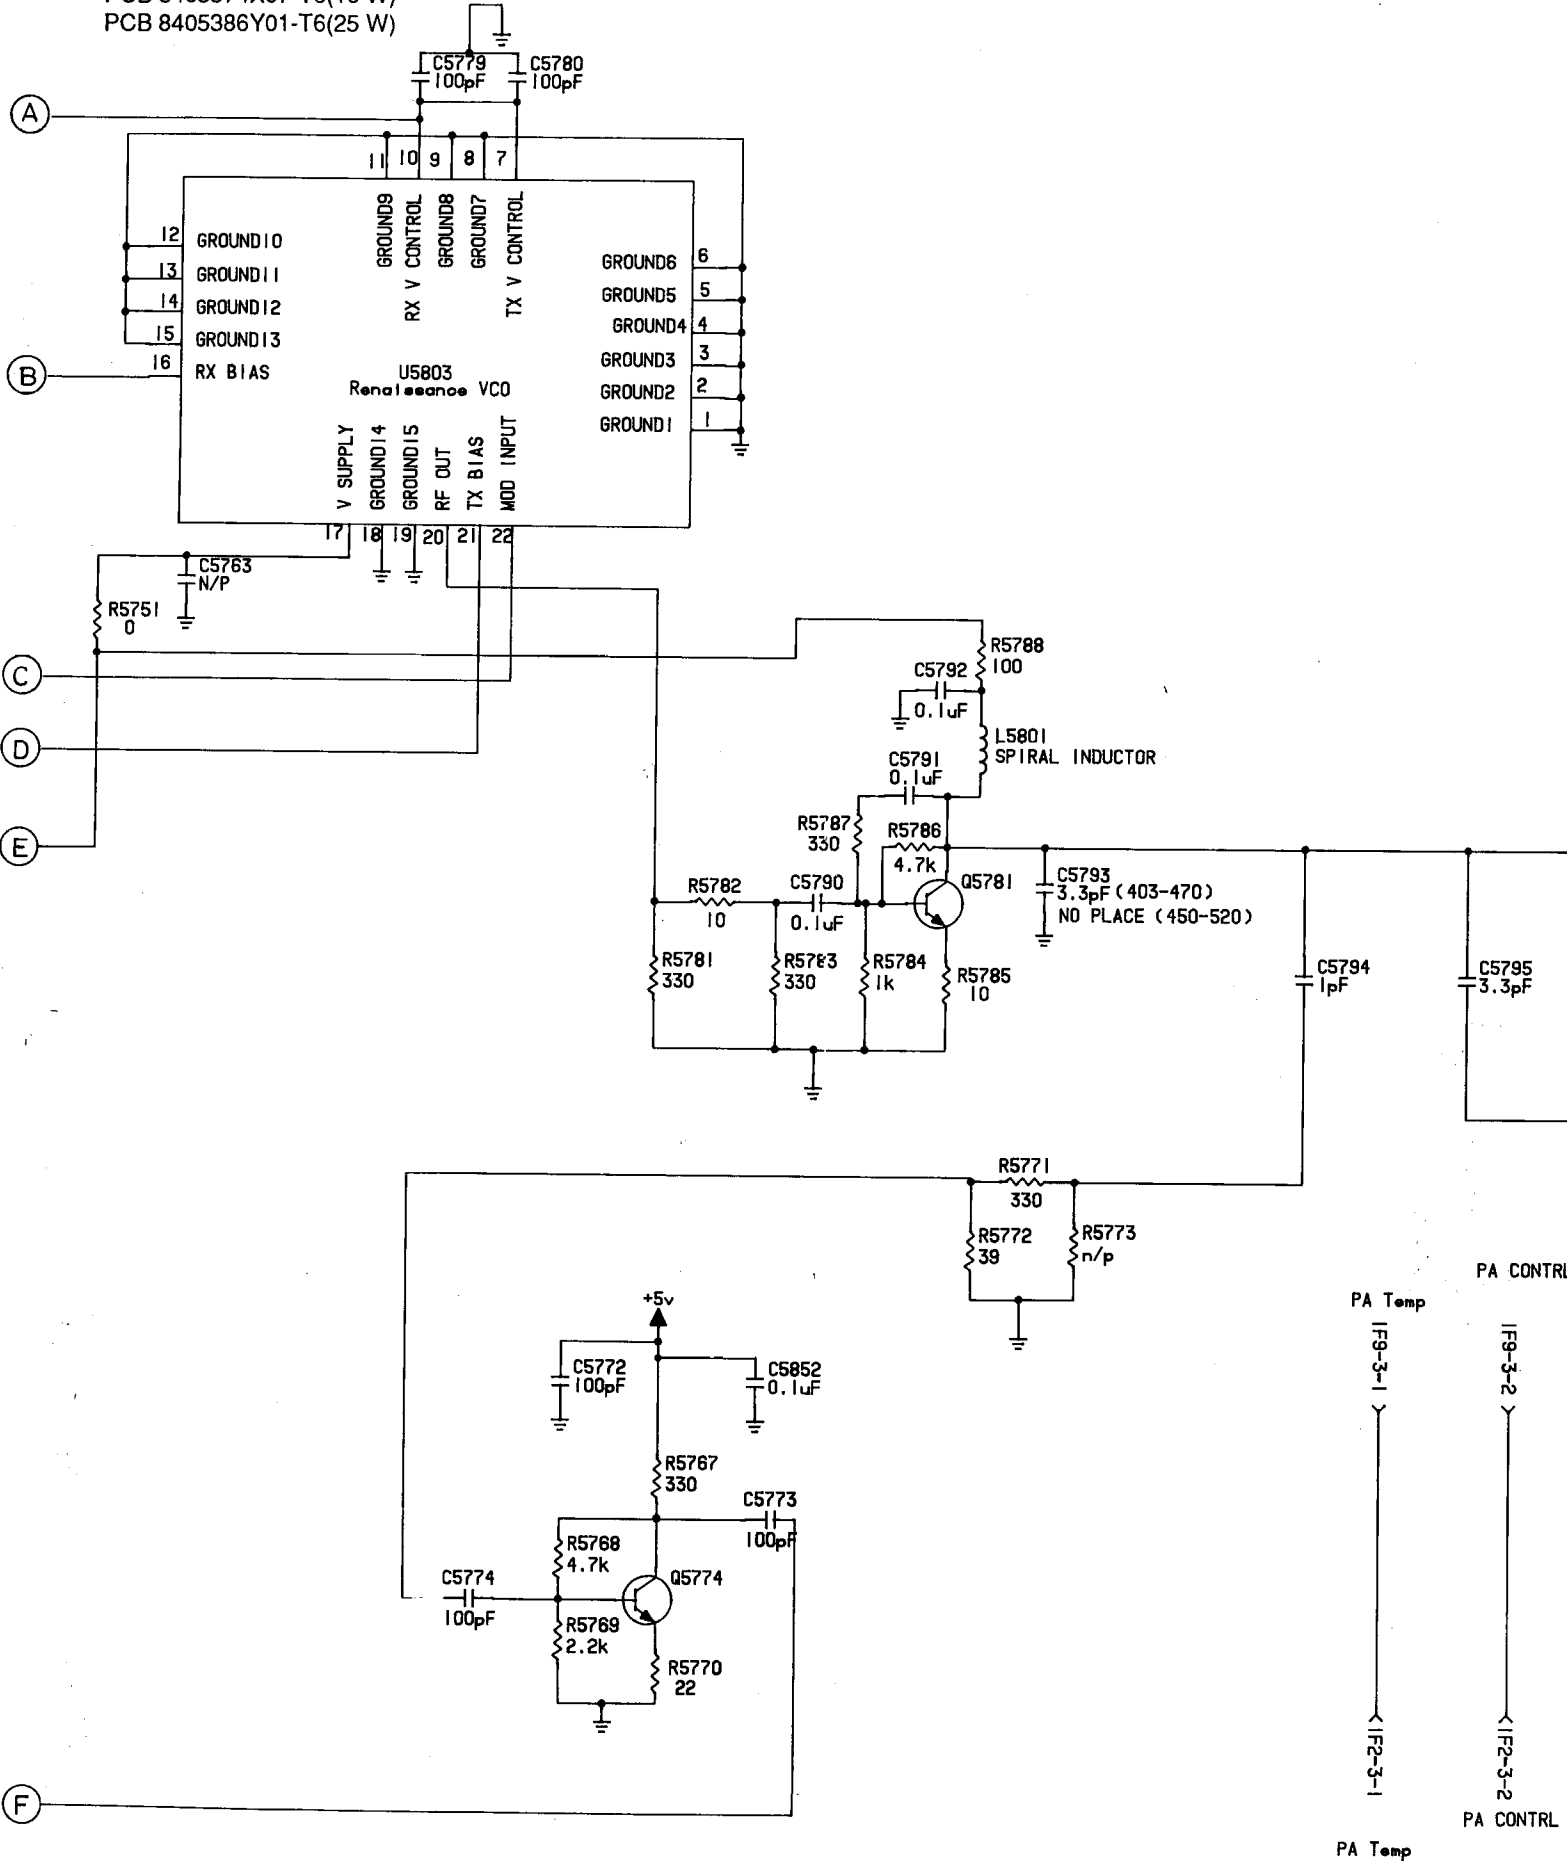 PCB 8405386Y01-T6(25 W)
C5779
100pF
C5780
100pF
A
11 10 9 8 7
GROUND9
RX V CONTROL
GROUND8
GROUND7
TX V CONTROL
12 GROUND10
13 GROUND11
14 GROUND12
15 GROUND13
16 RX BIAS
B
GROUND6 6
GROUND5 5
GROUND4 4
GROUND3 3
GROUND2 2
GROUND1 1
U5803
Renaissance VCO
V SUPPLY
GROUND14
GROUND15
RF OUT
TX BIAS
MOD INPUT
17 18 19 20 21 22
C5763
N/P
R5751
0
C
D
E
R5788
100
C5792
0.1uF
L5801
SPIRAL INDUCTOR
C5791
0.1uF
R5787
330
R5786
4.7k
Q5781
C5793
3.3pF (403-470)
NO PLACE (450-520)
R5782
10
C5790
0.1uF
R5781
330
R5783
330
R5784
1k
R5785
10
C5794
1pF
C5795
3.3pF
R5771
330
R5772
39
R5773
n/p
PA CONTRL
PA Temp
1F9-3-1
1F9-3-2
+5v
C5772
100pF
C5852
0.1uF
R5767
330
C5773
100pF
R5768
4.7k
C5774
100pF
Q5774
R5769
2.2k
R5770
22
F
1F2-3-1
1F2-3-2
PA CONTRL
PA Temp